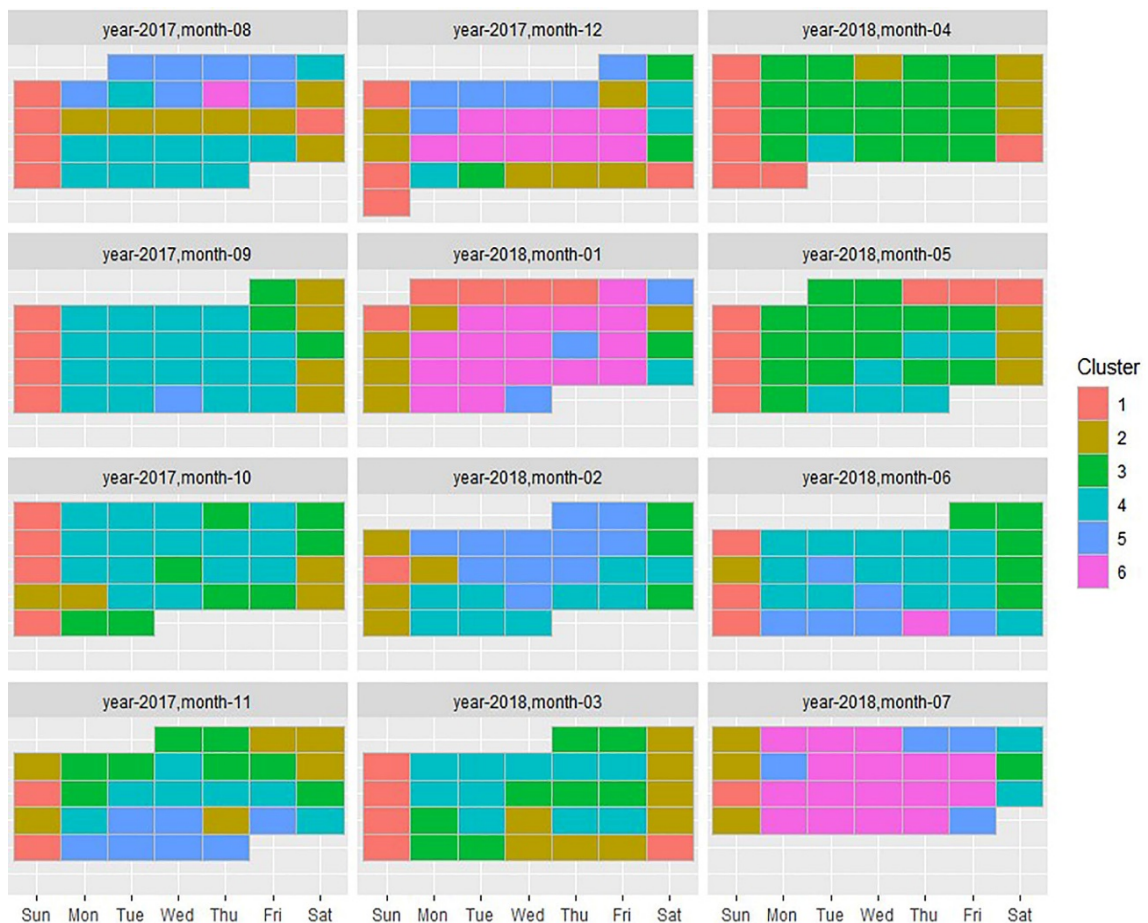 year-2017,month-08
year-2017,month-12
year-2018,month-04
year-2017,month-09
year-2018,month-01
year-2018,month-05
year-2017,month-10
year-2018,month-02
year-2018,month-06
year-2017,month-11
year-2018,month-03
year-2018,month-07
Sun Mon Tue Wed Thu Fri Sat
Sun Mon Tue Wed Thu Fri Sat
Sun Mon Tue Wed Thu Fri Sat
Cluster
1
2
3
4
5
6